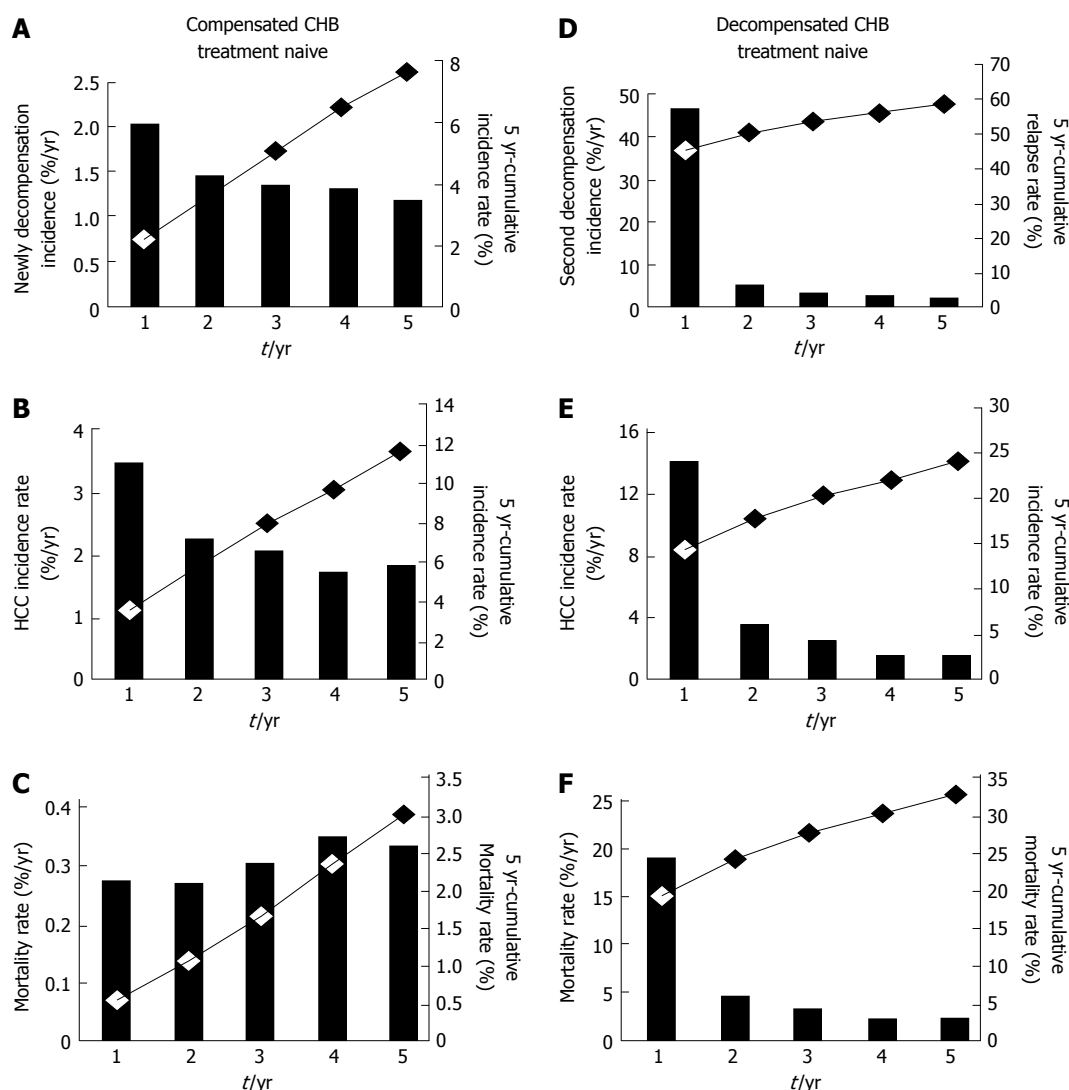 A
Compensated CHB
treatment naive
Newly decompensation
incidence (%/yr)
2.5
2.0
1.5
1.0
0.5
0
8
6
4
2
0
5 yr-cumulative
incidence rate (%)
1 2 3 4 5
t/yr
D
Decompensated CHB
treatment naive
Second decompensation
incidence (%/yr)
50
40
30
20
10
0
70
60
50
40
30
20
10
0
5 yr-cumulative
relapse rate (%)
1 2 3 4 5
t/yr
B
HCC incidence rate
(%/yr)
4
3
2
1
0
14
12
10
8
6
4
2
0
5 yr-cumulative
incidence rate (%)
1 2 3 4 5
t/yr
E
HCC incidence rate
(%/yr)
16
12
8
4
0
30
25
20
15
10
5
0
5 yr-cumulative
incidence rate (%)
1 2 3 4 5
t/yr
C
Mortality rate (%/yr)
0.4
0.3
0.2
0.1
0
3.5
3.0
2.5
2.0
1.5
1.0
0.5
0
5 yr-cumulative
Mortality rate (%)
1 2 3 4 5
t/yr
F
Mortality rate (%/yr)
25
20
15
10
5
0
35
30
25
20
15
10
5
0
5 yr-cumulative
mortality rate (%)
1 2 3 4 5
t/yr